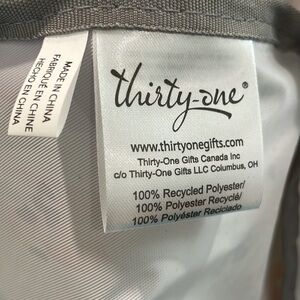 MADE IN CHINA
FABRIQUÉ EN CHINE
HECHO EN CHINA
thirty-one®
www.thirtyonegifts.com
Thirty-One Gifts Canada Inc
c/o Thirty-One Gifts LLC Columbus, OH
100% Recycled Polyester/
100% Polyester Recyclé/
100% Polyéster Reciclado